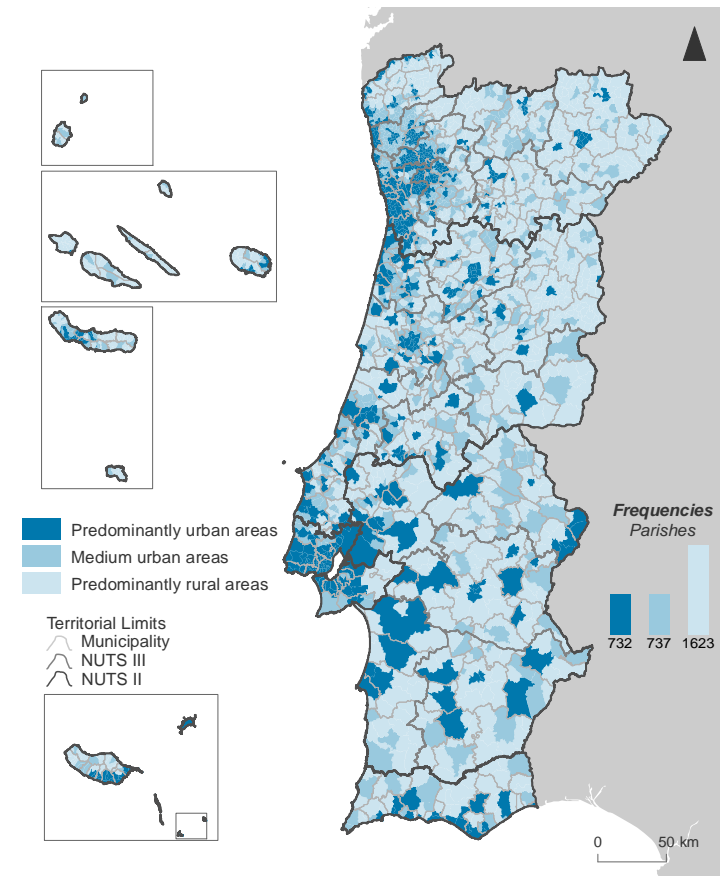 Predominantly urban areas
Medium urban areas
Predominantly rural areas
Territorial Limits
Municipality
NUTS III
NUTS II
Frequencies
Parishes
732 737 1623
0 50 km